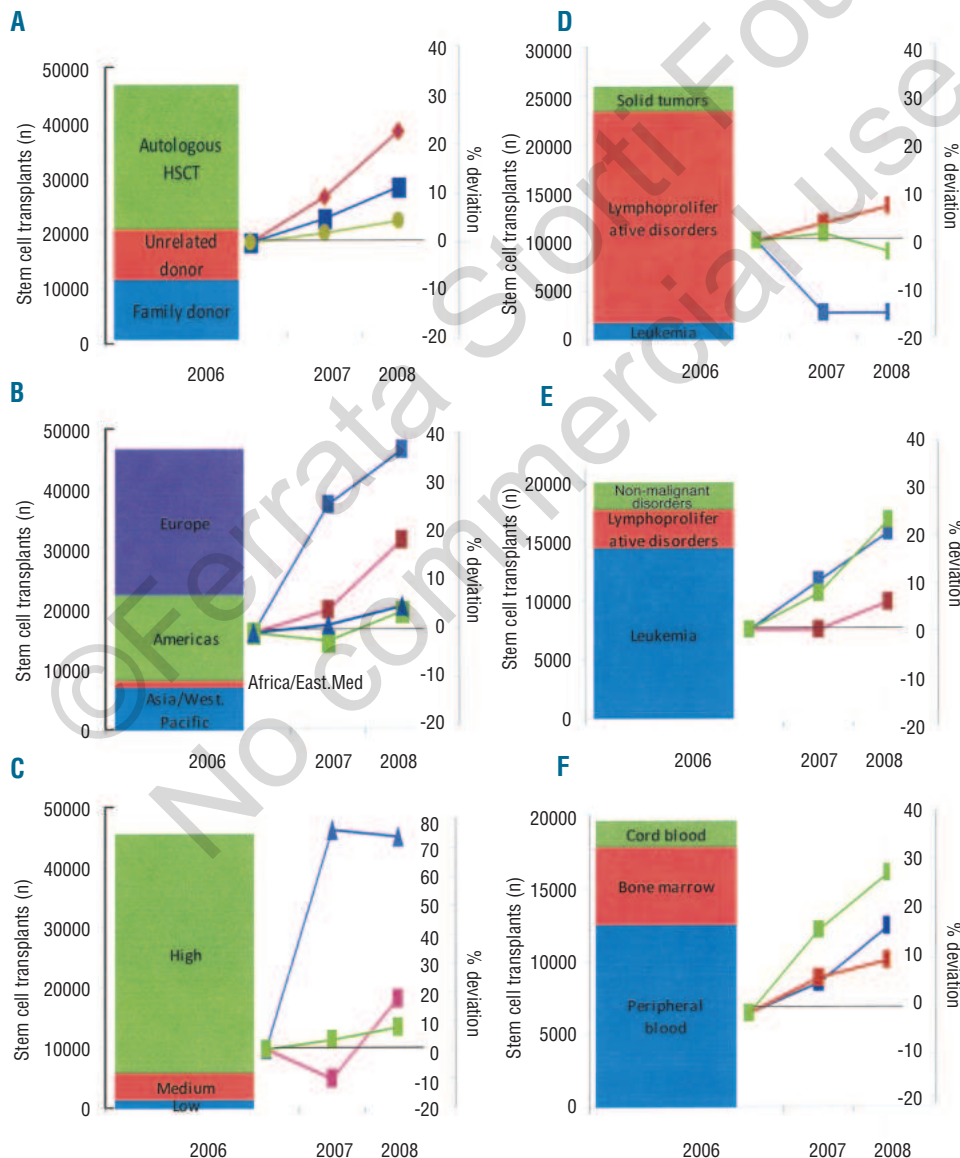 A
Stem cell transplants (n)
50000
40000
30000
20000
10000
0
Autologous
HSCT
Unrelated
donor
Family donor
40
30
20
10
0
-10
-20
% deviation
2006
2007
2008
B
Stem cell transplants (n)
50000
40000
30000
20000
10000
0
Europe
Americas
Africa/East.Med
Asia/West.
Pacific
40
30
20
10
0
-10
-20
% deviation
2006
2007
2008
C
Stem cell transplants (n)
50000
40000
30000
20000
10000
0
High
Medium
Low
80
70
60
50
40
30
20
10
0
-10
-20
% deviation
2006
2007
2008
D
Stem cell transplants (n)
30000
25000
20000
15000
10000
5000
0
Solid tumors
Lymphoprolifer
ative disorders
Leukemia
40
30
20
10
0
-10
-20
% deviation
2006
2007
2008
E
Stem cell transplants (n)
20000
15000
10000
5000
0
Non-malignant
disorders
Lymphoprolifer
ative disorders
Leukemia
40
30
20
10
0
-10
-20
% deviation
2006
2007
2008
F
Stem cell transplants (n)
20000
15000
10000
5000
0
Cord blood
Bone marrow
Peripheral
blood
40
30
20
10
0
-10
-20
% deviation
2006
2007
2008
©Ferrata Storti
No commercial use